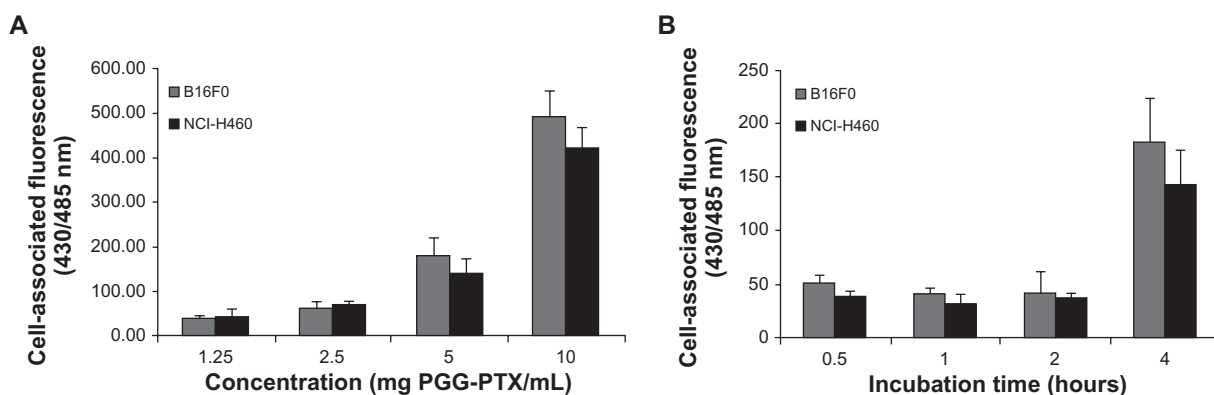 A
Cell-associated fluorescence
(430/485 nm)
600.00
500.00
400.00
300.00
200.00
100.00
0.00
B16F0
NCI-H460
1.25
2.5
5
10
Concentration (mg PGG-PTX/mL)
B
Cell-associated fluorescence
(430/485 nm)
250
200
150
100
50
0
B16F0
NCI-H460
0.5
1
2
4
Incubation time (hours)